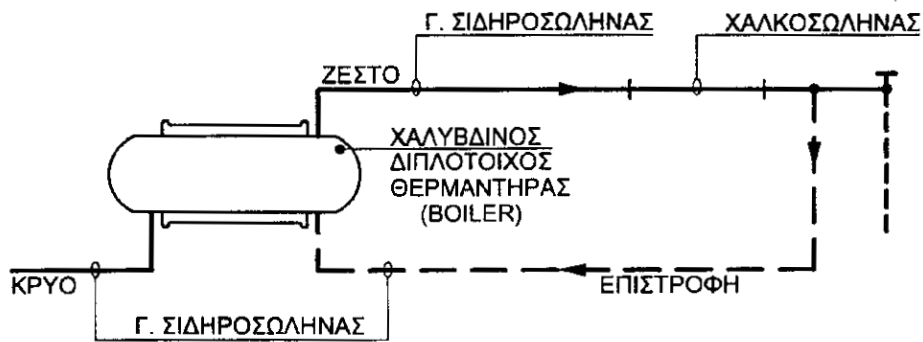 Γ. ΣΙΔΗΡΟΣΩΛΗΝΑΣ
ΧΑΛΚΟΣΩΛΗΝΑΣ
ΖΕΣΤΟ
ΧΑΛΥΒΔΙΝΟΣ
ΔΙΠΛΟΤΟΙΧΟΣ
ΘΕΡΜΑΝΤΗΡΑΣ
(BOILER)
ΚΡΥΟ
ΕΠΙΣΤΡΟΦΗ
Γ. ΣΙΔΗΡΟΣΩΛΗΝΑΣ